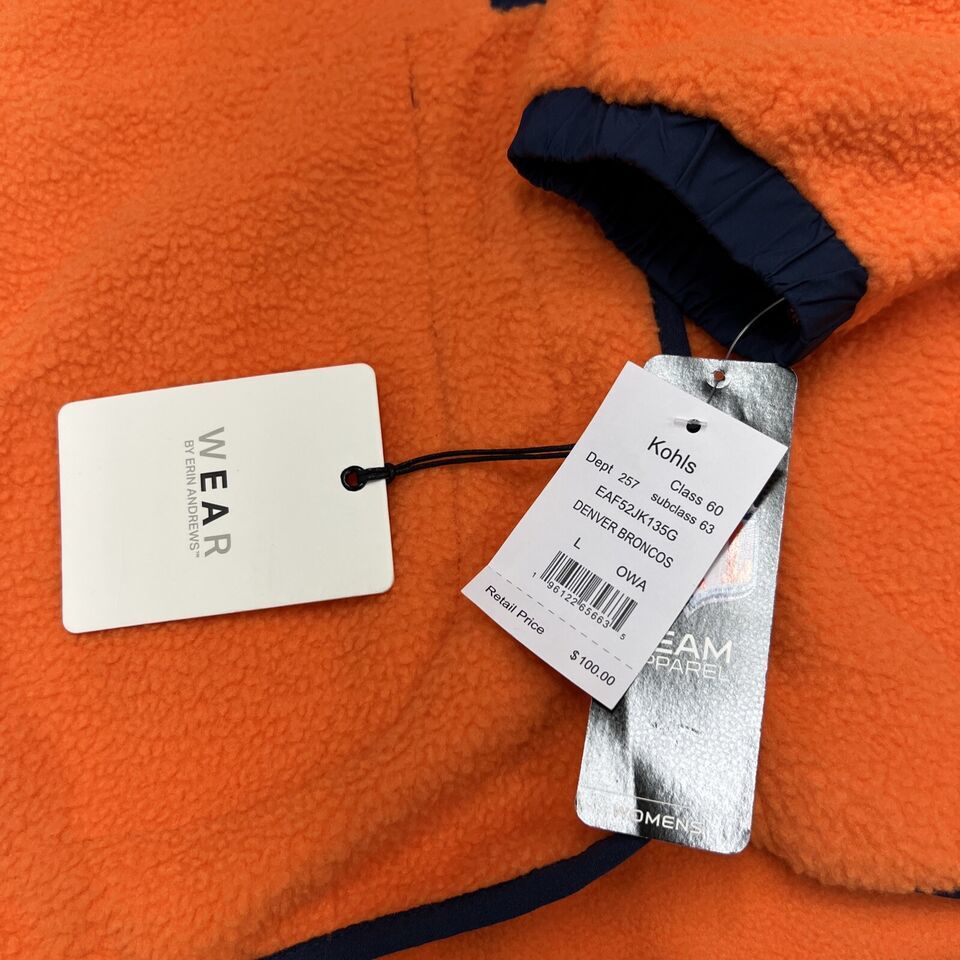 WEAR
BY ERIN ANDREWS™
Kohls
Dept 257 Class 60
subclass 63
EAF52JK135G
DENVER BRONCOS
L OWA
1 96122 65663 5
Retail Price
$100.00
EAM
PPAREL
WOMENS